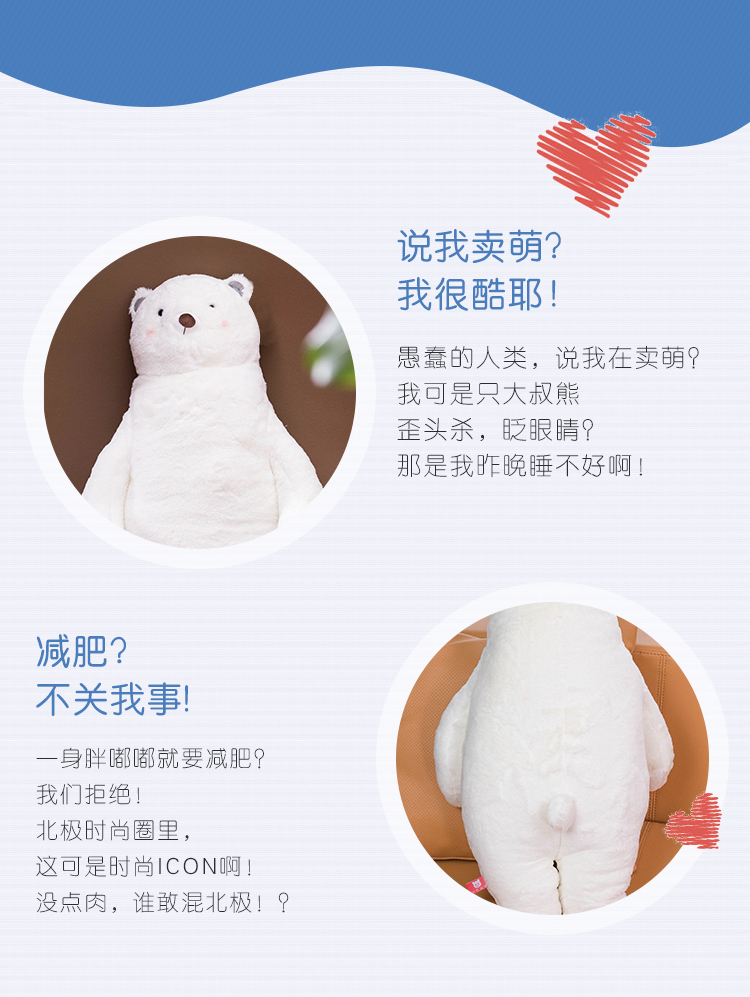 说我卖萌?
我很酷耶!
愚蠢的人类，说我在卖萌?
我可是只大叔熊
歪头杀，眨眼睛?
那是我昨晚睡不好啊!
减肥?
不关我事!
一身胖嘟嘟就要减肥?
我们拒绝!
北极时尚圈里，
这可是时尚ICON啊!
没点肉，谁敢混北极! ?